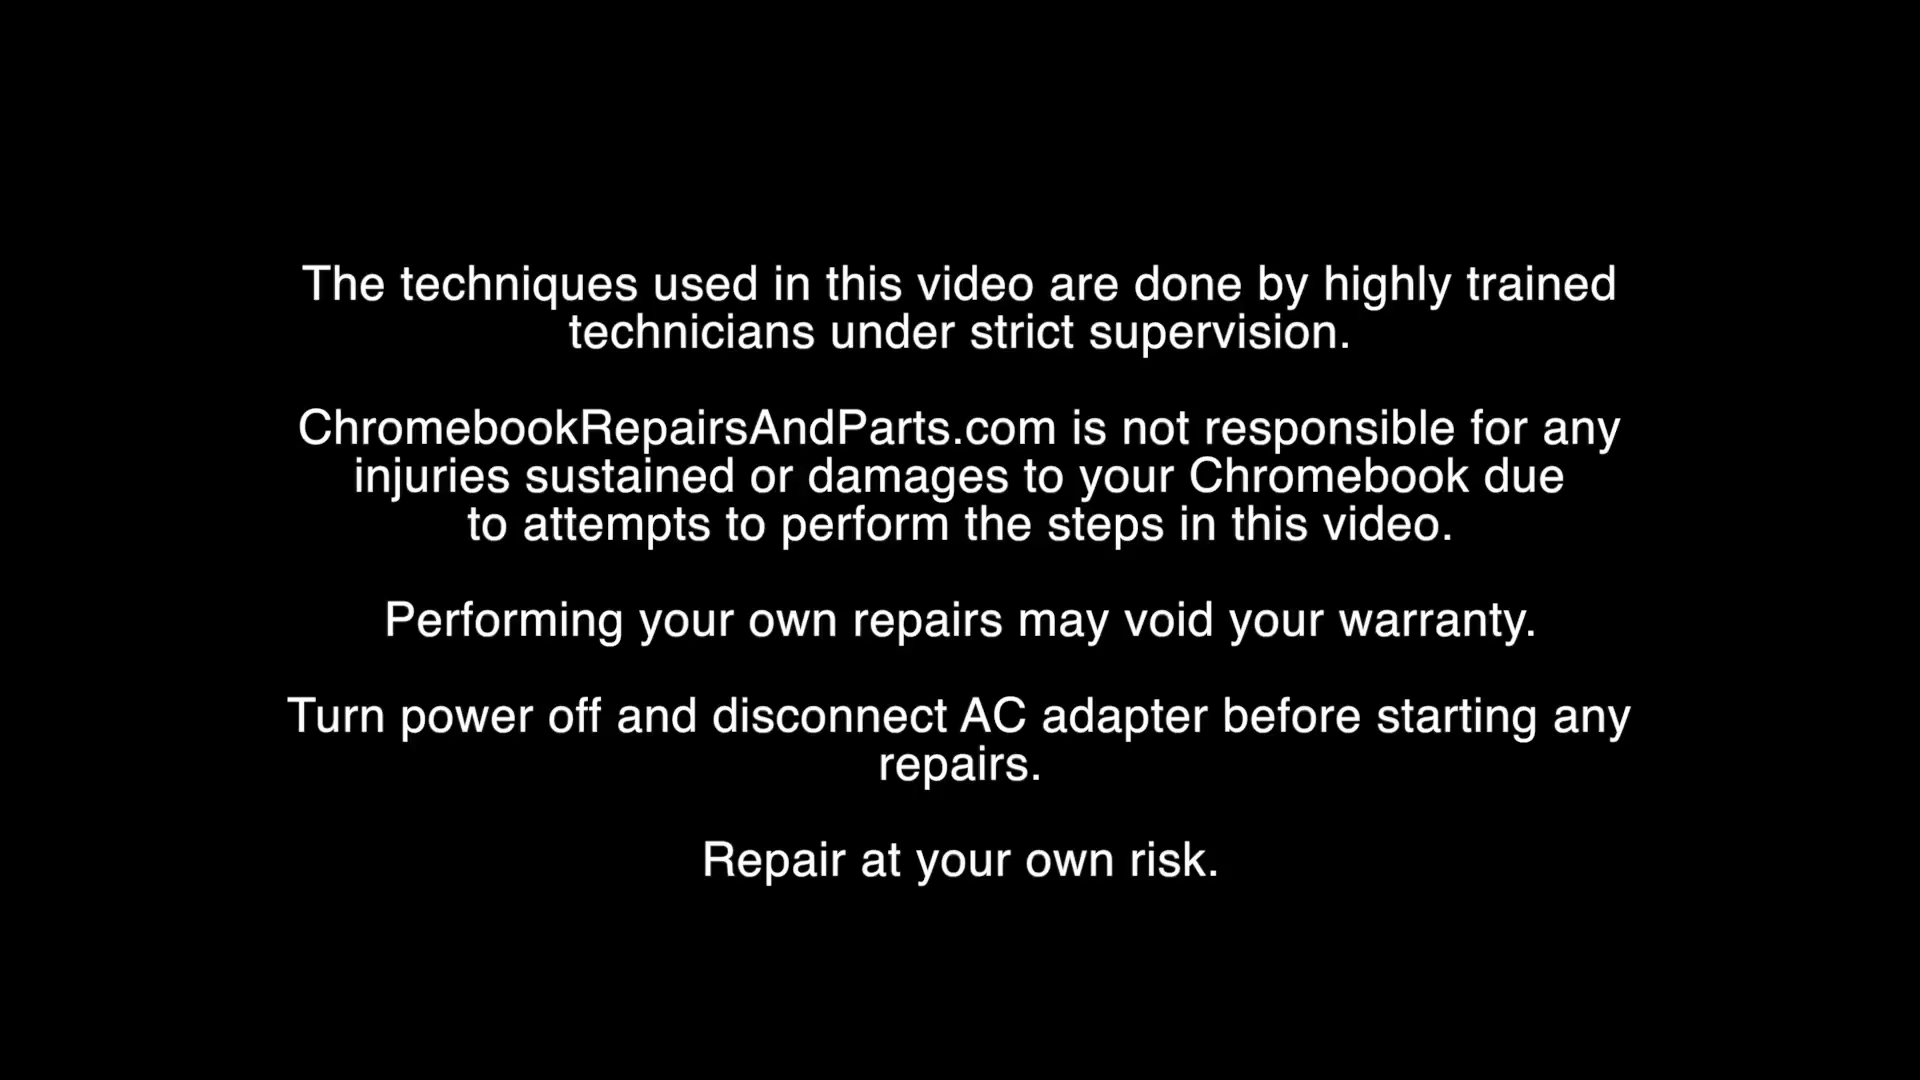 The techniques used in this video are done by highly trained
technicians under strict supervision.
ChromebookRepairsAndParts.com is not responsible for any
injuries sustained or damages to your Chromebook due
to attempts to perform the steps in this video.
Performing your own repairs may void your warranty.
Turn power off and disconnect AC adapter before starting any
repairs.
Repair at your own risk.